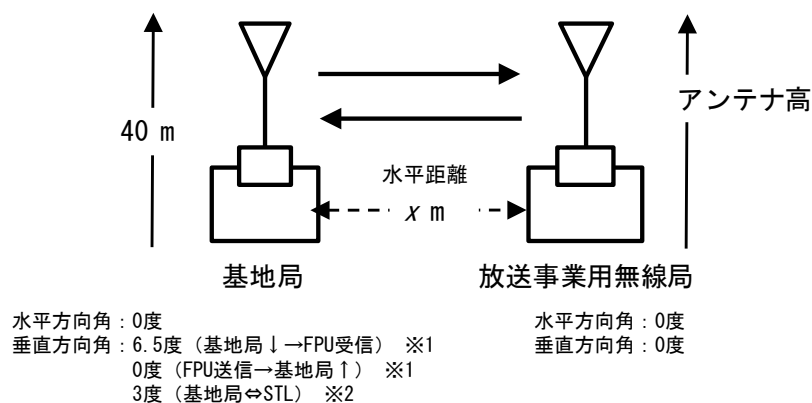 アンテナ高
40 m
水平距離
x m
基地局
放送事業用無線局
水平方向角：0度
垂直方向角：6.5度（基地局↓→FPU受信） ※1
0度（FPU送信→基地局↑） ※1
3度（基地局⇔STL） ※2
水平方向角：0度
垂直方向角：0度